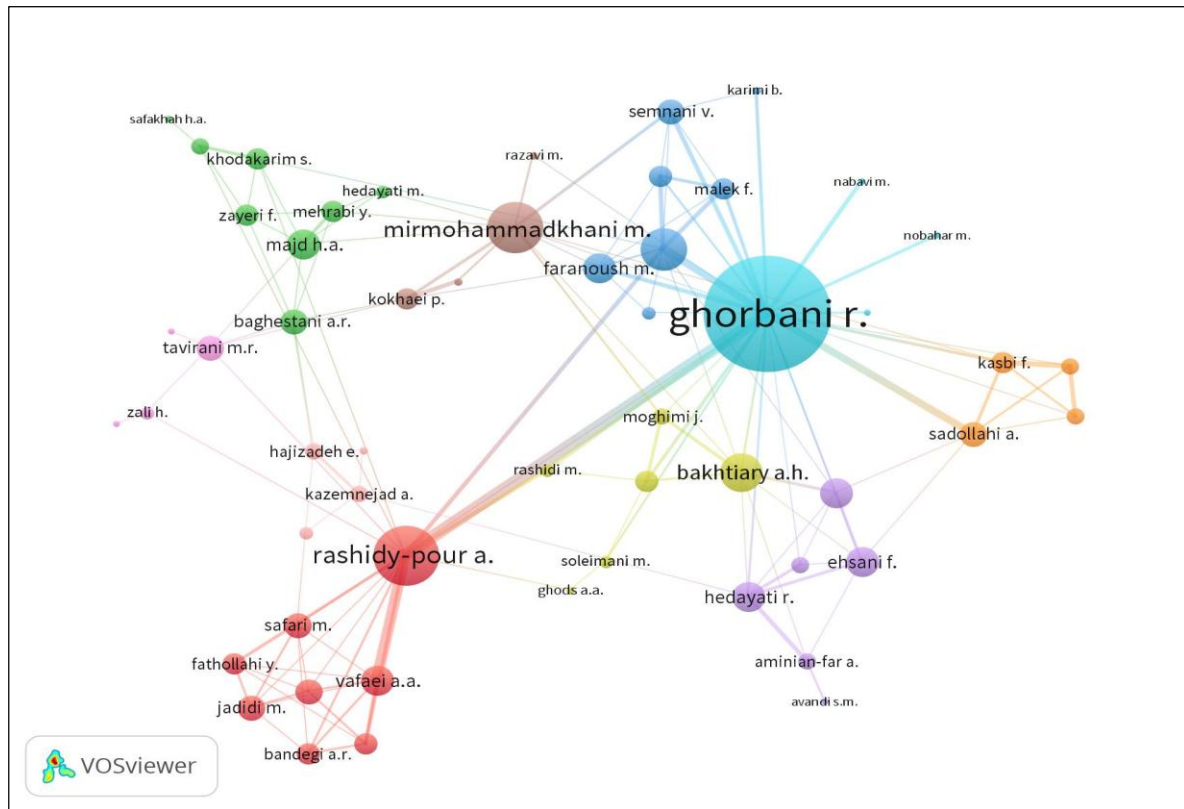 karimi b.
semnani v.
safakhah h.a.
razavi m.
khodakarim s.
nabavi m.
malek f.
hedayati m.
zayeri f.
mehrabi y.
mirmohammadkhani m.
nobahar m.
majd h.a.
faranoush m.
kokhaei p.
ghorbani r.
baghestani a.r.
tavirani m.r.
kasbi f.
zali h.
moghimi j.
sadollahi a.
hajizadeh e.
rashidi m.
bakhtiary a.h.
kazemnejad a.
rashidy-pour a.
soleimani m.
ehsani f.
ghods a.a.
hedayati r.
safari m.
fathollahi y.
aminian-far a.
vafaei a.a.
jadidi m.
avandi s.m.
bandegi a.r.
VOSviewer